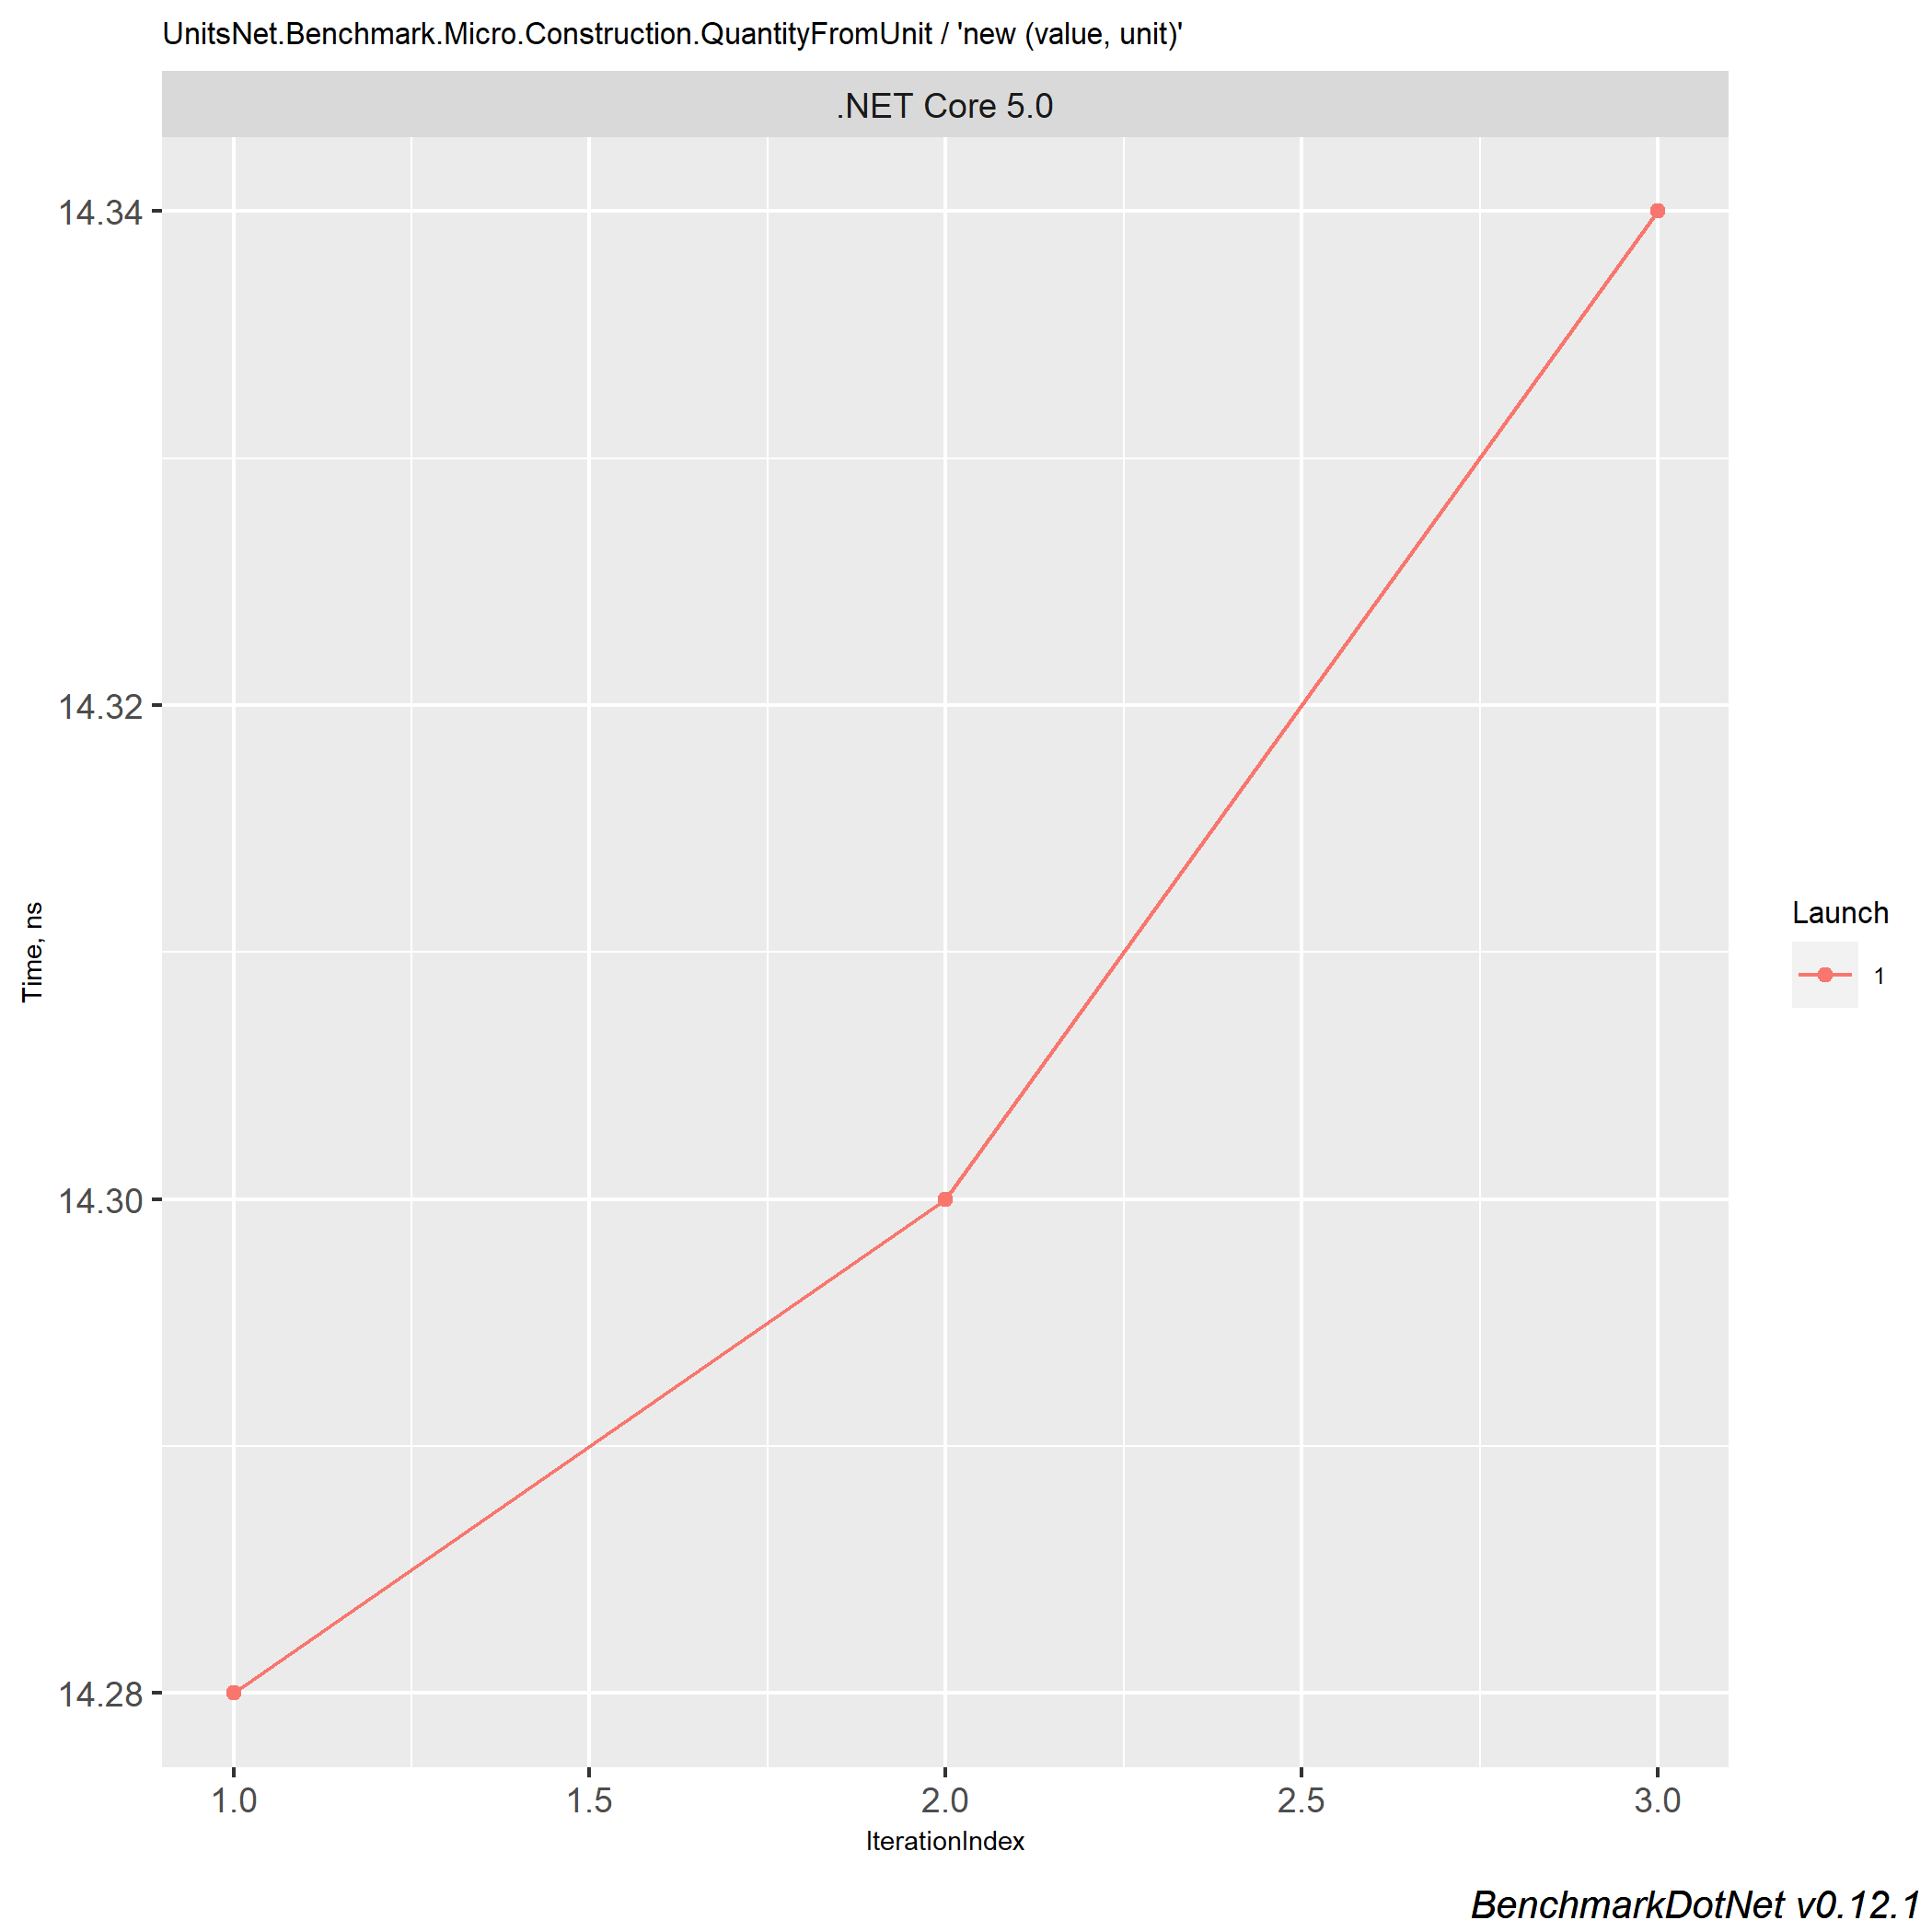 UnitsNet.Benchmark.Micro.Construction.QuantityFromUnit / 'new (value, unit)'
.NET Core 5.0
14.34
14.32
14.30
14.28
Time, ns
1.0 1.5 2.0 2.5 3.0
IterationIndex
Launch
1
BenchmarkDotNet v0.12.1